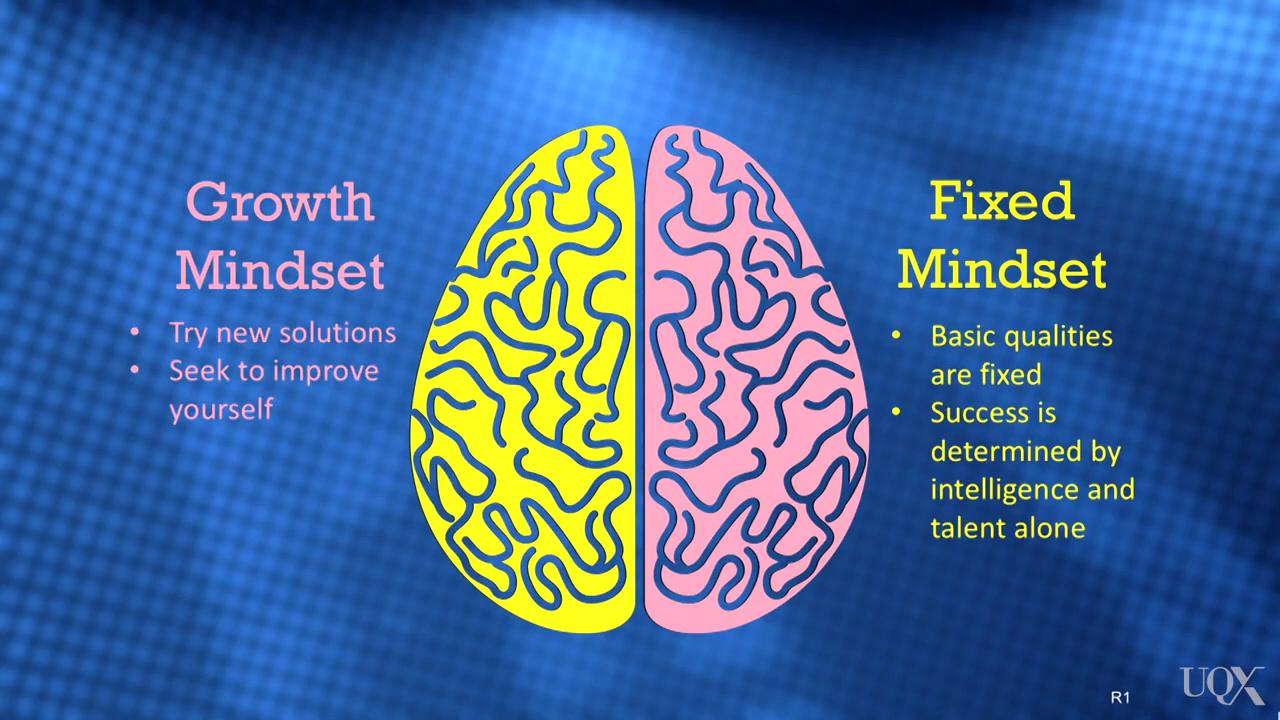 Growth
Mindset
• Try new solutions
• Seek to improve
yourself
Fixed
Mindset
• Basic qualities
are fixed
• Success is
determined by
intelligence and
talent alone
R1
UQX